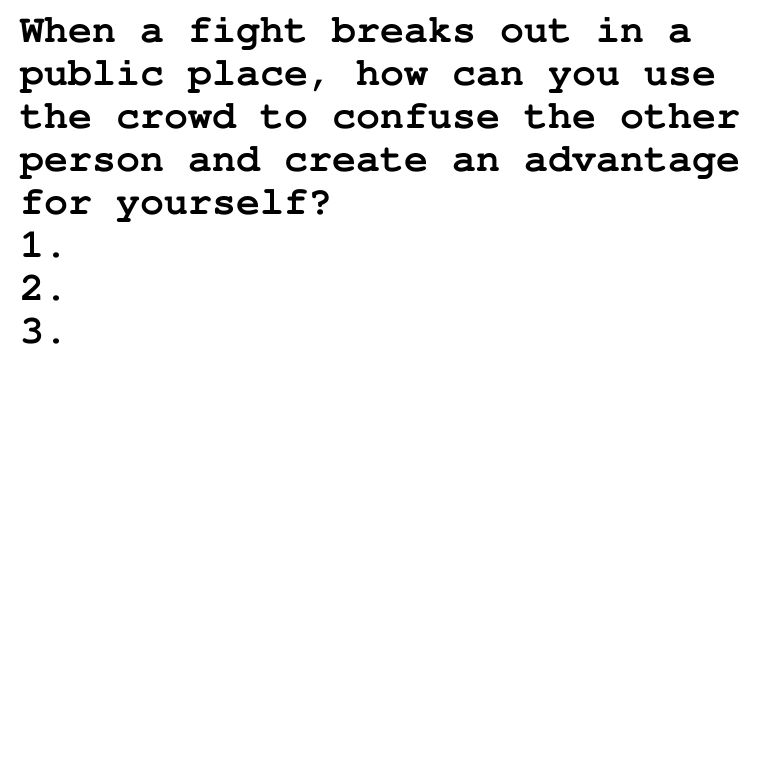 When a fight breaks out in a
public place, how can you use
the crowd to confuse the other
person and create an advantage
for yourself?
1.
2.
3.